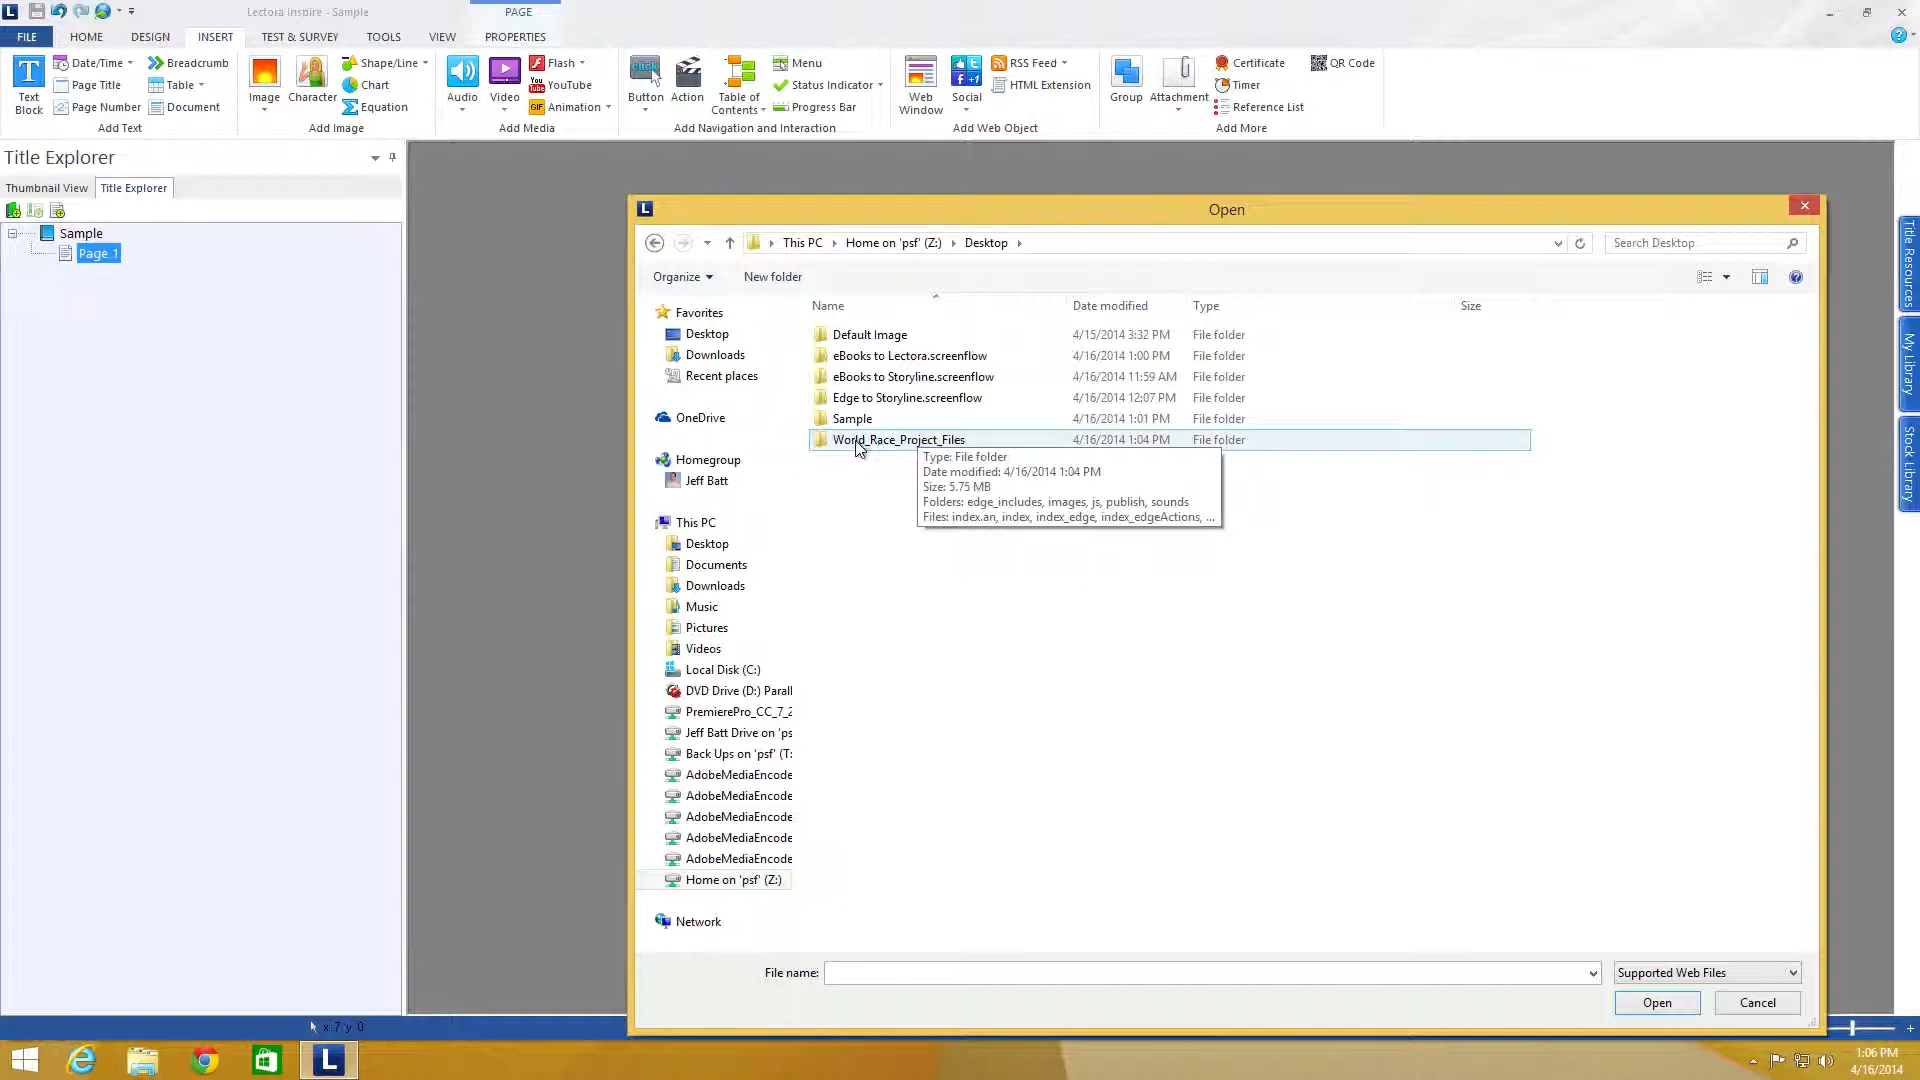 Lectora Inspire - Sample
PAGE
FILE
HOME
DESIGN
INSERT
TEST & SURVEY
TOOLS
VIEW
PROPERTIES
Text Block
Date/Time
Page Title
Page Number
Breadcrumb
Table
Document
Add Text
Image
Character
Shape/Line
Chart
Equation
Add Image
Audio
Video
Flash
YouTube
Animation
Add Media
Button
Action
Table of Contents
Menu
Status Indicator
Progress Bar
Add Navigation and Interaction
Web Window
Social
RSS Feed
HTML Extension
Add Web Object
Group
Attachment
Certificate
Timer
Reference List
QR Code
Add More
Title Explorer
Thumbnail View
Title Explorer
Sample
Page 1
Title Resources
My Library
Stock Library
Open
This PC
Home on 'psf' (Z:)
Desktop
Search Desktop
Organize
New folder
Name
Date modified
Type
Size
Favorites
Desktop
Downloads
Recent places
OneDrive
Homegroup
Jeff Batt
This PC
Desktop
Documents
Downloads
Music
Pictures
Videos
Local Disk (C:)
DVD Drive (D:) Parall
PremierePro_CC_7_2
Jeff Batt Drive on 'ps
Back Ups on 'psf' (T:
AdobeMediaEncode
AdobeMediaEncode
AdobeMediaEncode
AdobeMediaEncode
AdobeMediaEncode
Home on 'psf' (Z:)
Network
Default Image 4/15/2014 3:32 PM File folder
eBooks to Lectora.screenflow 4/16/2014 1:00 PM File folder
eBooks to Storyline.screenflow 4/16/2014 11:59 AM File folder
Edge to Storyline.screenflow 4/16/2014 12:07 PM File folder
Sample 4/16/2014 1:01 PM File folder
World_Race_Project_Files 4/16/2014 1:04 PM File folder
Type: File folder
Date modified: 4/16/2014 1:04 PM
Size: 5.75 MB
Folders: edge_includes, images, js, publish, sounds
Files: index.an, index, index_edge, index_edgeActions, ...
File name:
Supported Web Files
Open
Cancel
x: 7 y: 0
1:06 PM
4/16/2014